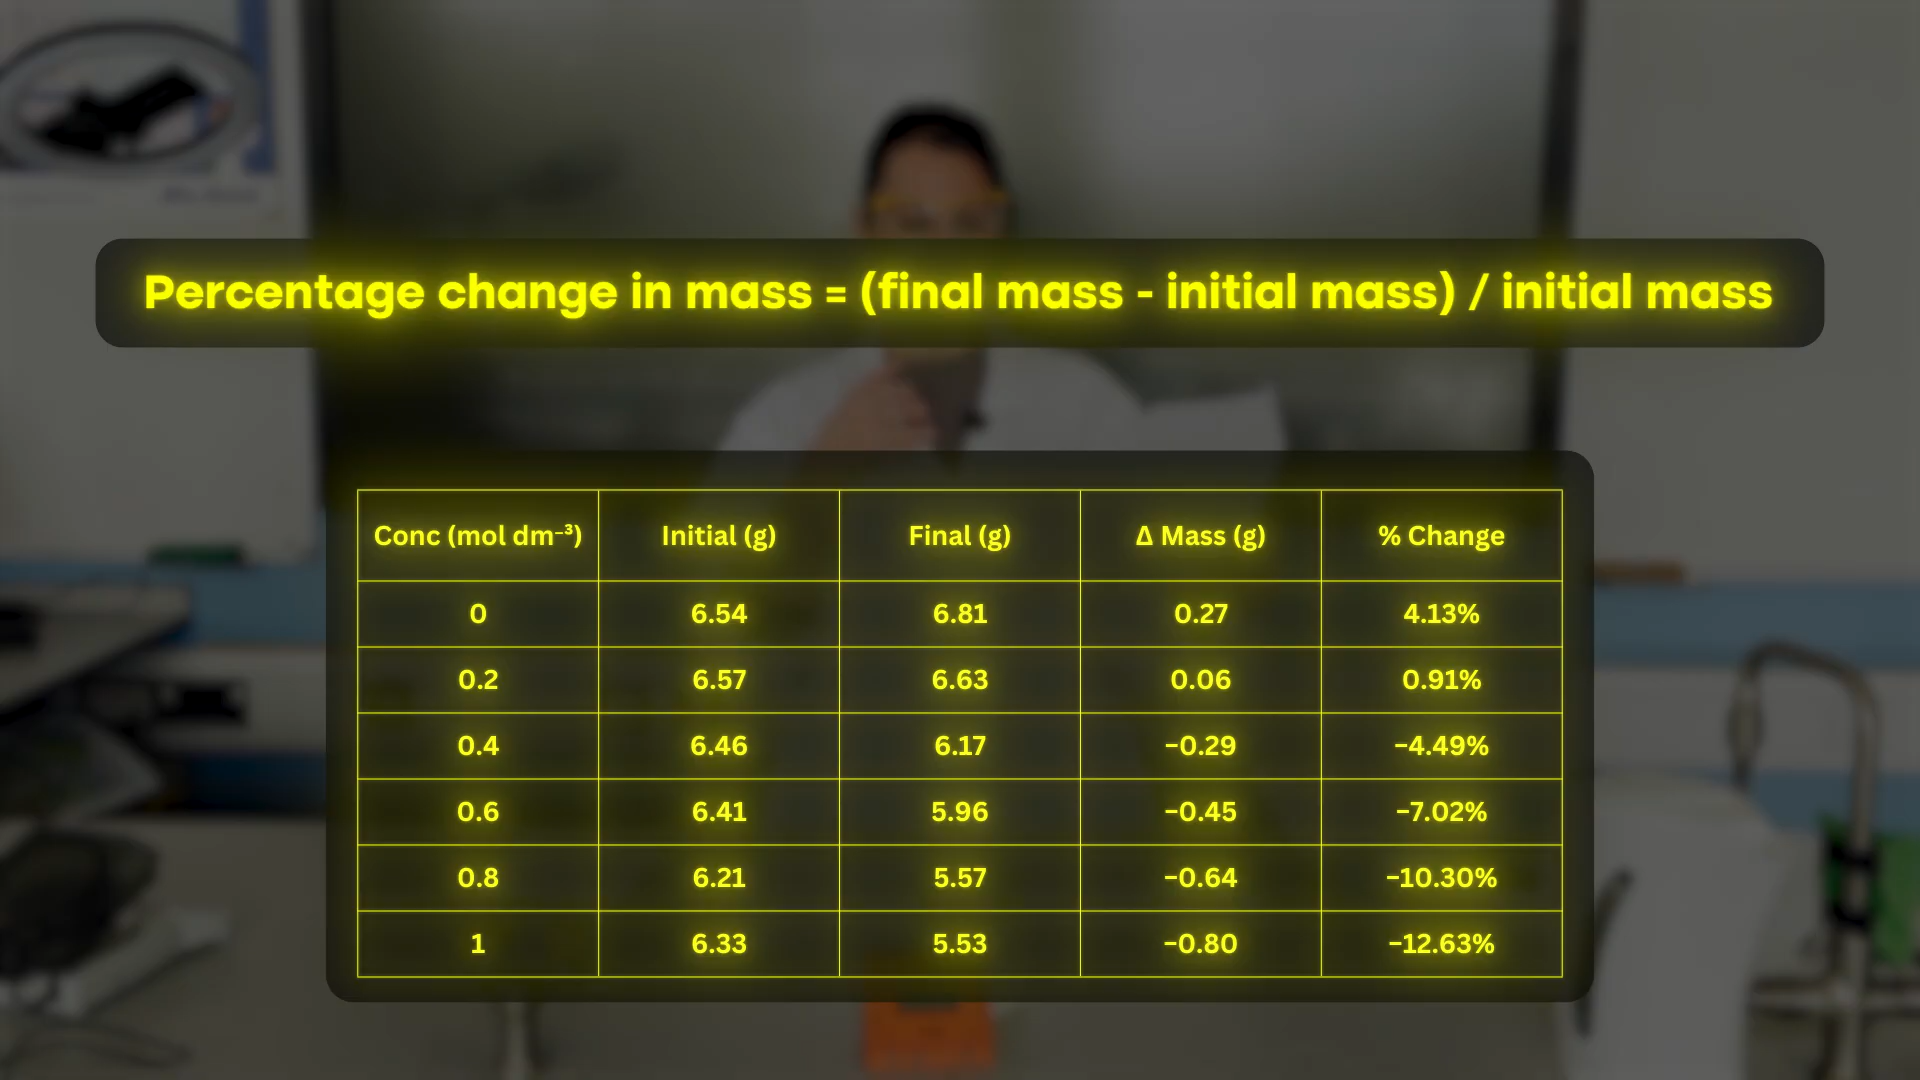 Percentage change in mass = (final mass - initial mass) / initial mass
Conc (mol dm⁻³) Initial (g) Final (g) Δ Mass (g) % Change
0 6.54 6.81 0.27 4.13%
0.2 6.57 6.63 0.06 0.91%
0.4 6.46 6.17 −0.29 −4.49%
0.6 6.41 5.96 −0.45 −7.02%
0.8 6.21 5.57 −0.64 −10.30%
1 6.33 5.53 −0.80 −12.63%